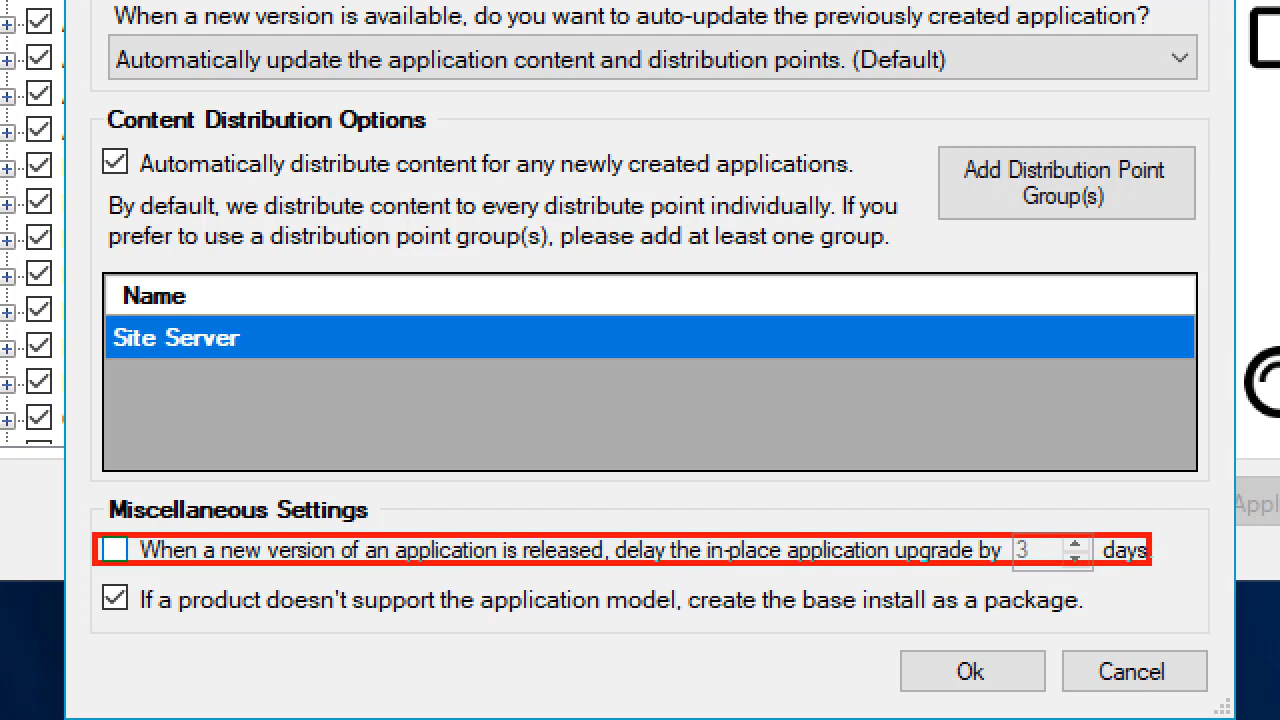 When a new version is available, do you want to auto-update the previously created application?
Automatically update the application content and distribution points. (Default)
Content Distribution Options
Automatically distribute content for any newly created applications.
Add Distribution Point
Group(s)
By default, we distribute content to every distribute point individually. If you
prefer to use a distribution point group(s), please add at least one group.
Name
Site Server
Appl
Miscellaneous Settings
When a new version of an application is released, delay the in-place application upgrade by 3 days.
If a product doesn't support the application model, create the base install as a package.
Ok
Cancel